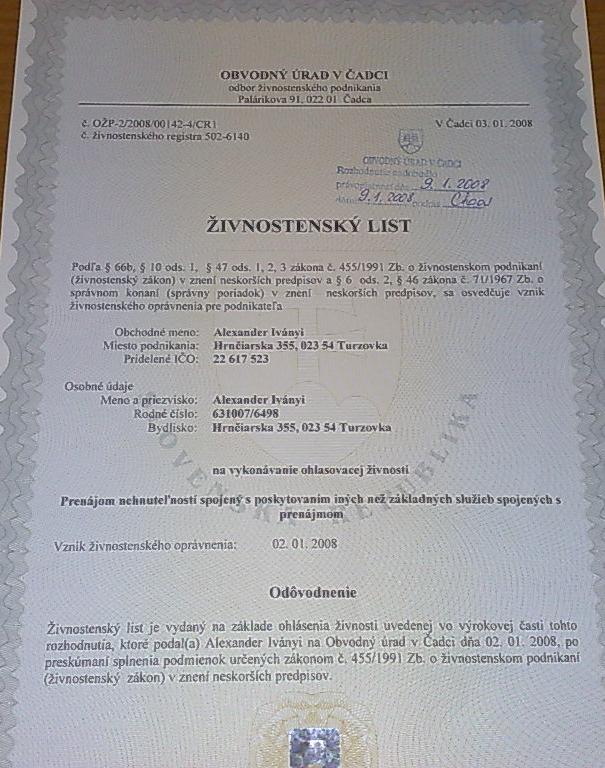 OBVODNÝ ÚRAD V ČADCI
odbor živnostenského podnikania
Palárikova 91, 022 01 Čadca
č. OŽP-2/2008/00142-4/CR1
V Čadci 03. 01. 2008
č. živnostenského registra 502-6140
OBVODNÝ ÚRAD V ČADCI
Rozhodnutie nadobudlo
právoplatnosť dňa 9.1.2008
dňa 9.1.2008 podpis
ŽIVNOSTENSKÝ LIST
Podľa § 66b, § 10 ods. 1, § 47 ods. 1, 2, 3 zákona č. 455/1991 Zb. o živnostenskom podnikaní
(živnostenský zákon) v znení neskorších predpisov a § 6 ods. 2, § 46 zákona č. 71/1967 Zb. o
správnom konaní (správny poriadok) v znení neskorších predpisov, sa osvedčuje vznik
živnostenského oprávnenia pre podnikateľa
Obchodné meno: Alexander Iványi
Miesto podnikania: Hrnčiarska 355, 023 54 Turzovka
Pridelené IČO: 22 617 523
Osobné údaje
Meno a priezvisko: Alexander Iványi
Rodné číslo: 631007/6498
Bydlisko: Hrnčiarska 355, 023 54 Turzovka
SLOVENSKÁ REPUBLIKA
na vykonávanie ohlasovacej živnosti
Prenájom nehnuteľností spojený s poskytovaním iných než základných služieb spojených s
prenájmom
Vznik živnostenského oprávnenia: 02. 01. 2008
Odôvodnenie
Živnostenský list je vydaný na základe ohlásenia živnosti uvedenej vo výrokovej časti tohto
rozhodnutia, ktoré podal(a) Alexander Iványi na Obvodný úrad v Čadci dňa 02. 01. 2008, po
preskúmaní splnenia podmienok určených zákonom č. 455/1991 Zb. o živnostenskom podnikaní
(živnostenský zákon) v znení neskorších predpisov.